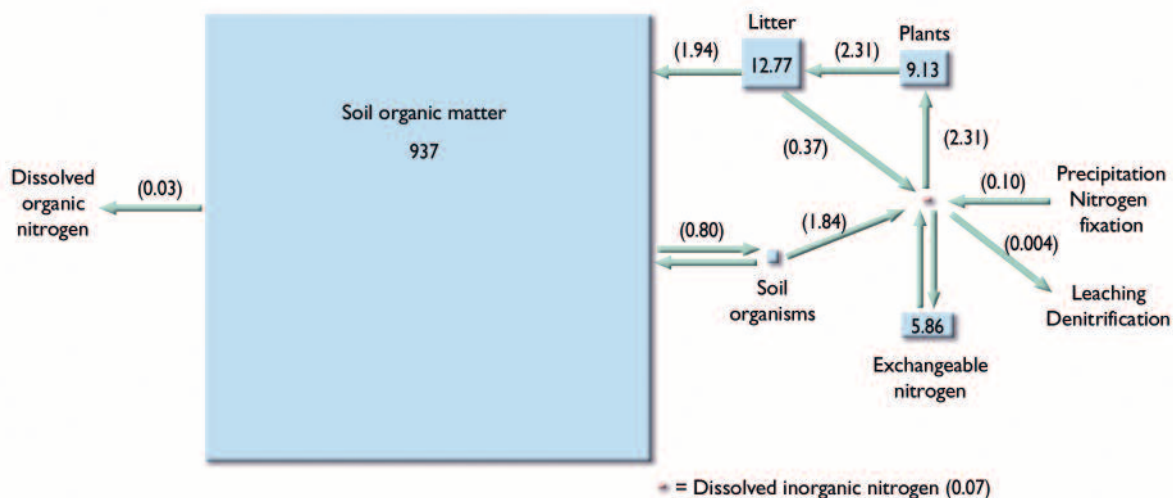 Litter
12.77
Plants
9.13
(1.94)
(2.31)
Soil organic matter
937
(0.37)
(2.31)
Dissolved
organic
nitrogen
(0.03)
(0.10)
Precipitation
Nitrogen
fixation
(0.80)
(1.84)
(0.004)
Soil
organisms
Leaching
Denitrification
5.86
Exchangeable
nitrogen
= Dissolved inorganic nitrogen (0.07)